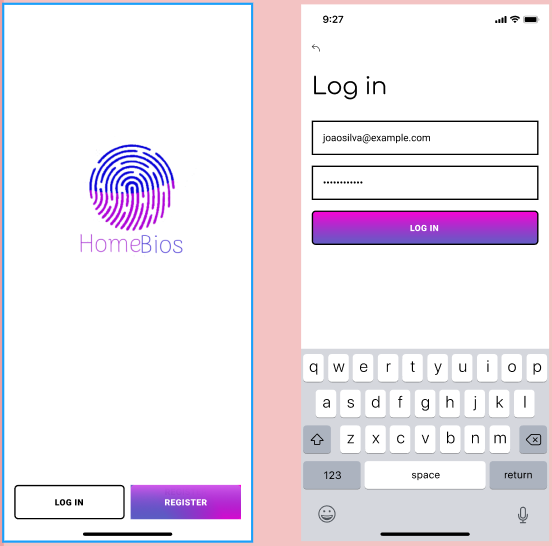 HomeBios
LOG IN
REGISTER
9:27
Log in
joaosilva@example.com
••••••••••••
LOG IN
q w e r t y u i o p
a s d f g h j k l
z x c v b n m
123 space return